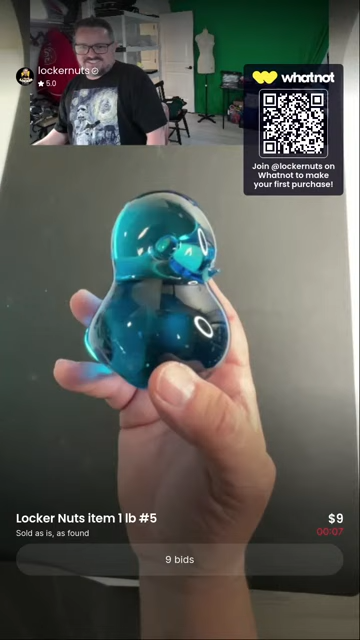 lockernuts
5.0
whatnot
Join @lockernuts on
Whatnot to make
your first purchase!
Locker Nuts item 1 lb #5
$9
Sold as is, as found
00:07
9 bids